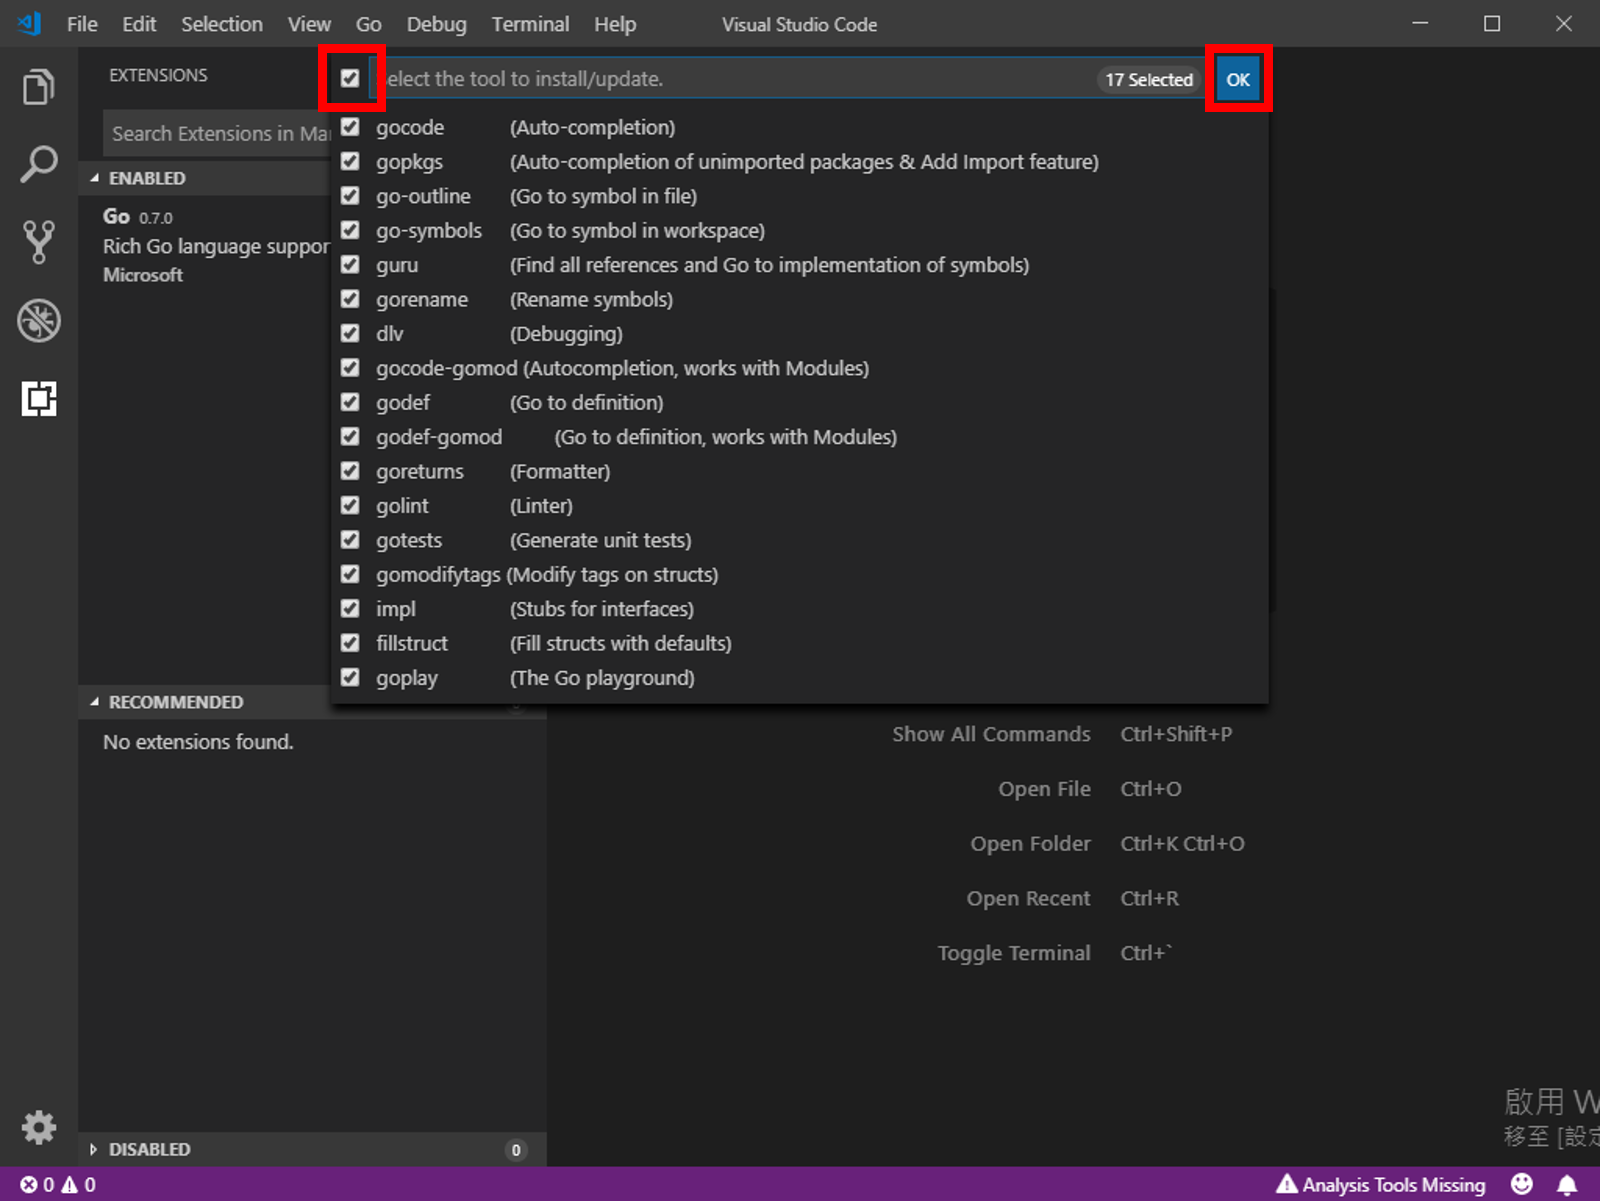 File Edit Selection View Go Debug Terminal Help Visual Studio Code
EXTENSIONS
elect the tool to install/update. 17 Selected OK
Search Extensions in Ma
gocode (Auto-completion)
gopkgs (Auto-completion of unimported packages & Add Import feature)
go-outline (Go to symbol in file)
go-symbols (Go to symbol in workspace)
guru (Find all references and Go to implementation of symbols)
gorename (Rename symbols)
dlv (Debugging)
gocode-gomod (Autocompletion, works with Modules)
godef (Go to definition)
godef-gomod (Go to definition, works with Modules)
goreturns (Formatter)
golint (Linter)
gotests (Generate unit tests)
gomodifytags (Modify tags on structs)
impl (Stubs for interfaces)
fillstruct (Fill structs with defaults)
goplay (The Go playground)
ENABLED
Go 0.7.0
Rich Go language suppor
Microsoft
RECOMMENDED
No extensions found.
Show All Commands Ctrl+Shift+P
Open File Ctrl+O
Open Folder Ctrl+K Ctrl+O
Open Recent Ctrl+R
Toggle Terminal Ctrl+`
啟用 W
移至 [設定
DISABLED 0
0 0 Analysis Tools Missing